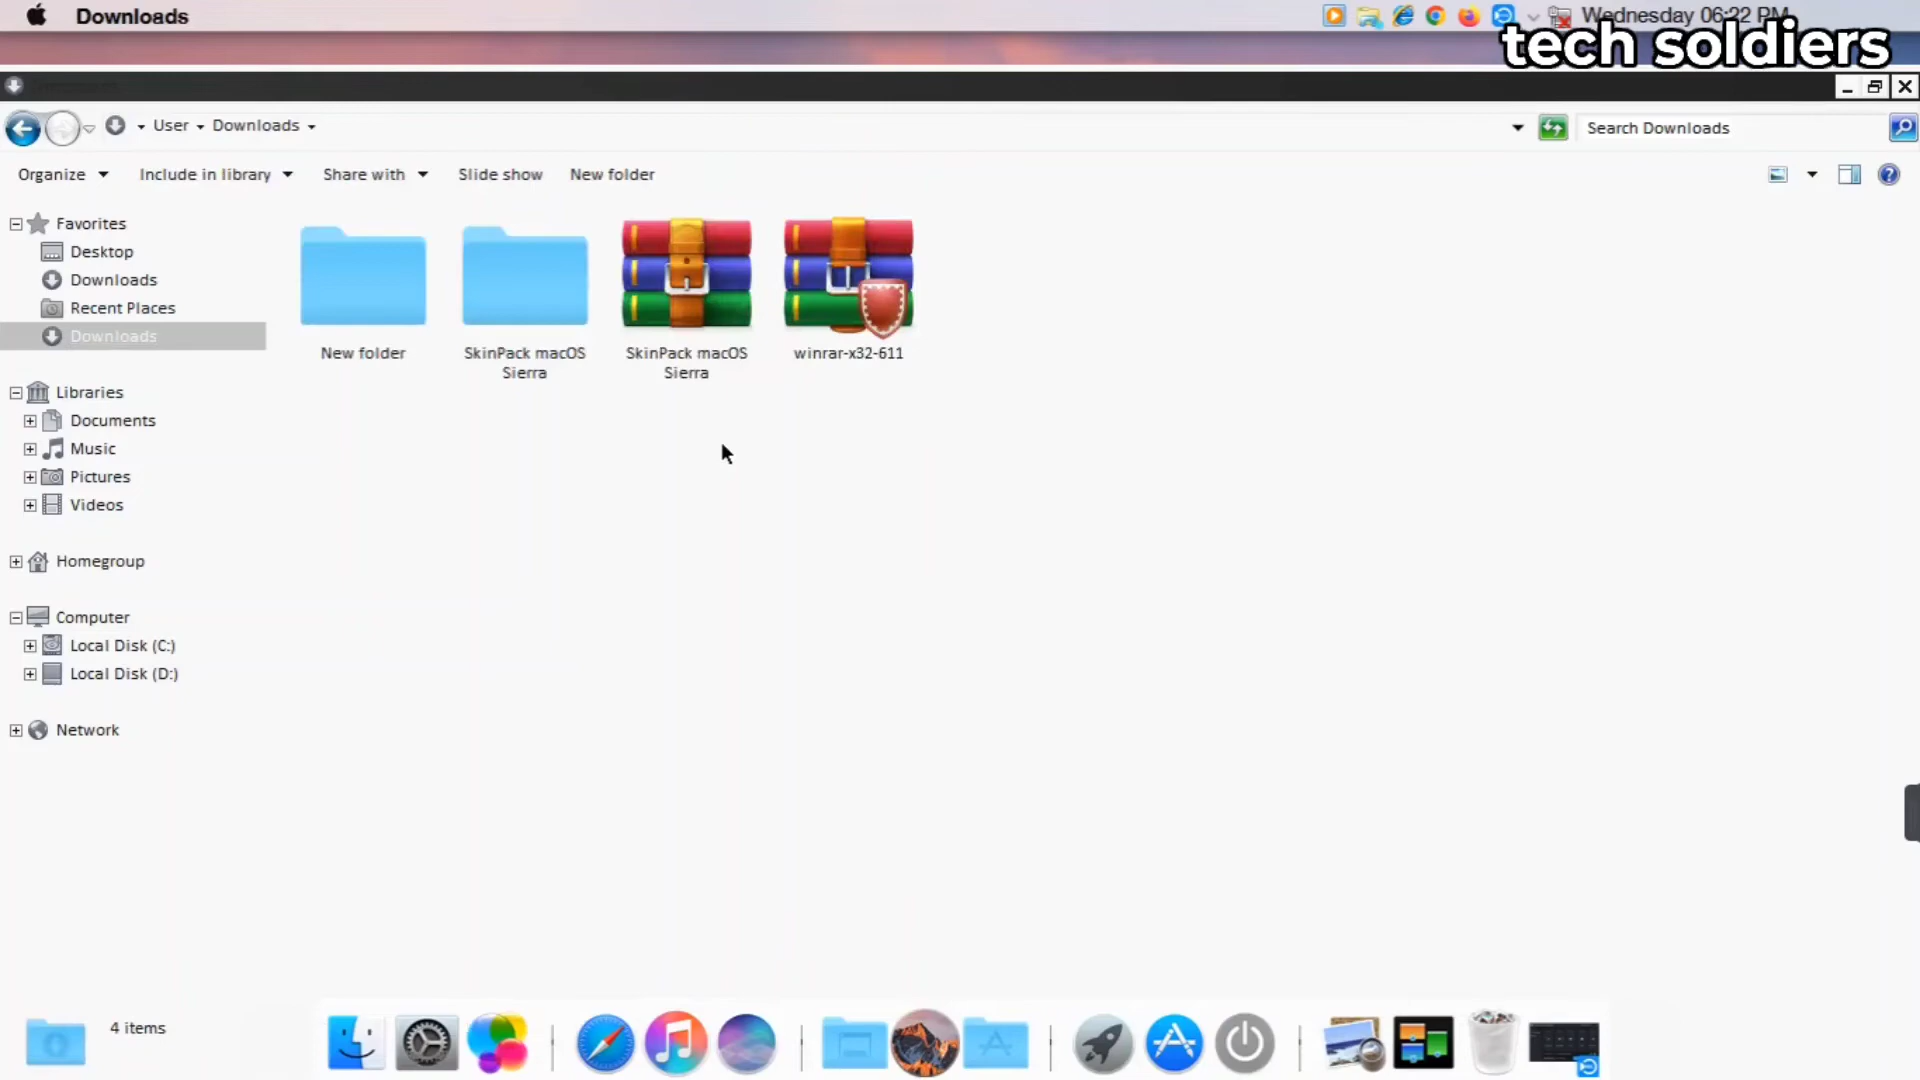 Downloads
Wednesday 06:22 PM
tech soldiers
User Downloads
Search Downloads
Organize Include in library Share with Slide show New folder
Favorites
Desktop
Downloads
Recent Places
Downloads
Libraries
Documents
Music
Pictures
Videos
Homegroup
Computer
Local Disk (C:)
Local Disk (D:)
Network
New folder
SkinPack macOS
Sierra
SkinPack macOS
Sierra
winrar-x32-611
4 items